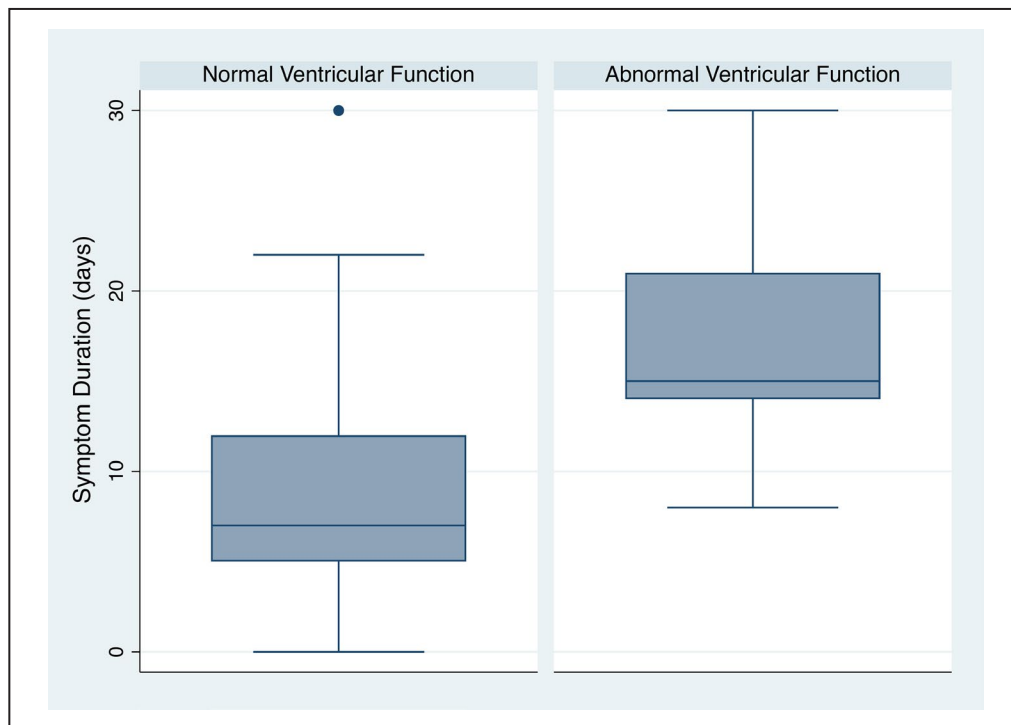 Normal Ventricular Function
Abnormal Ventricular Function
Symptom Duration (days)
30
20
10
0